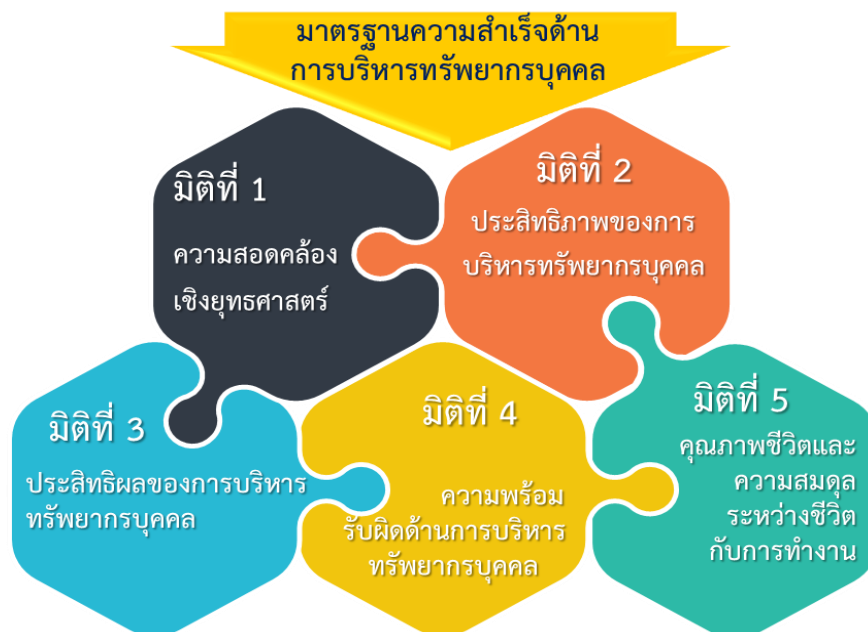 มาตรฐานความสำเร็จด้าน
การบริหารทรัพยากรบุคคล
มิติที่ 1
ความสอดคล้อง
เชิงยุทธศาสตร์
มิติที่ 2
ประสิทธิภาพของการ
บริหารทรัพยากรบุคคล
มิติที่ 3
ประสิทธิผลของการบริหาร
ทรัพยากรบุคคล
มิติที่ 4
ความพร้อม
รับผิดด้านการบริหาร
ทรัพยากรบุคคล
มิติที่ 5
คุณภาพชีวิตและ
ความสมดุล
ระหว่างชีวิต
กับการทำงาน